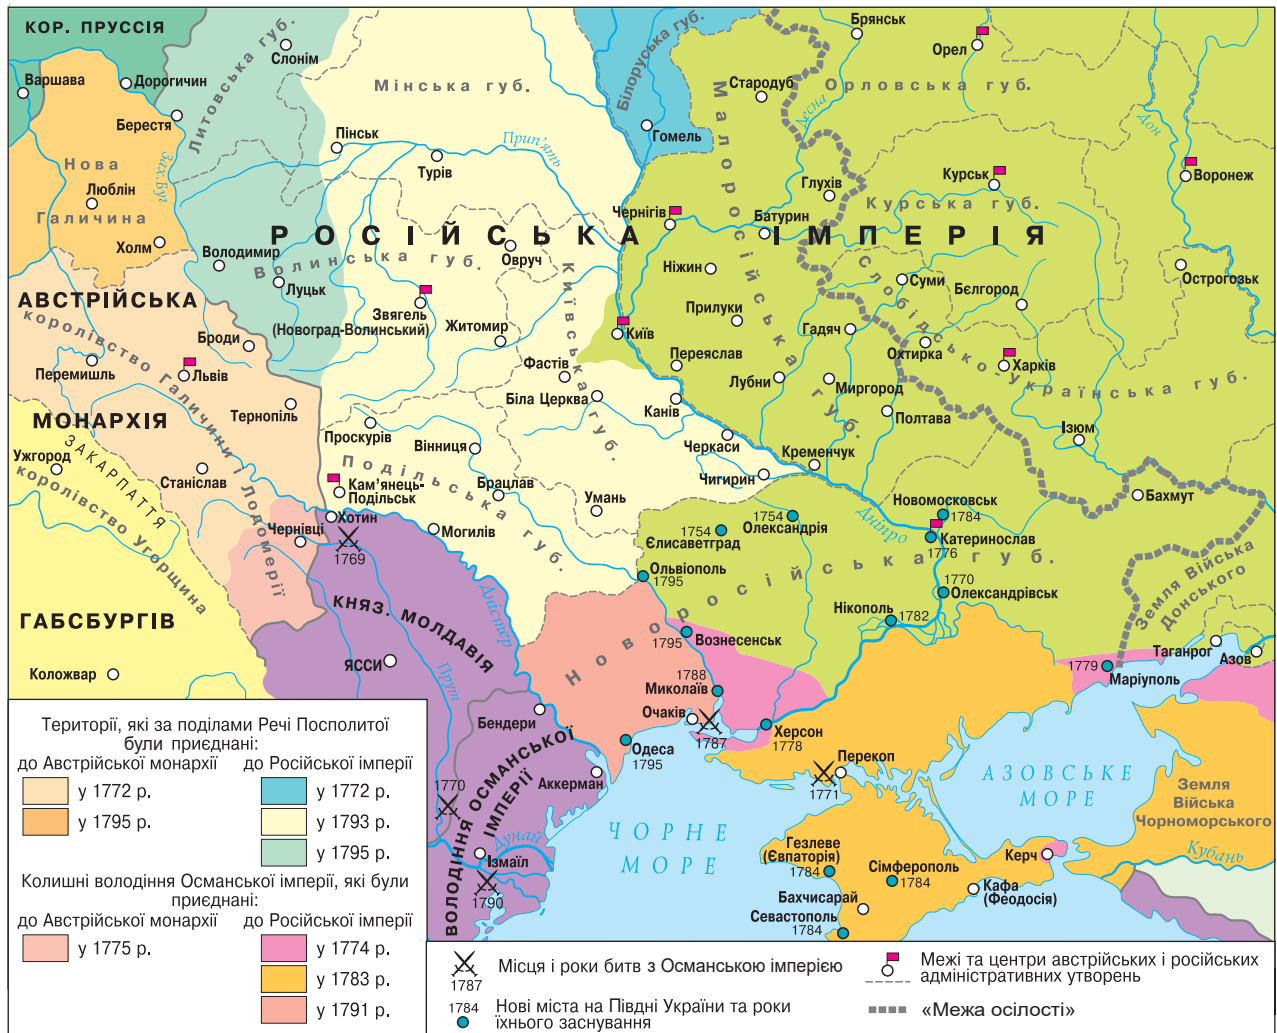 КОР. ПРУССІЯ
Варшава
Дорогичин
Берестя
Слонім
Литовська губ.
Мінська губ.
Білоруська губ.
Гомель
Брянськ
Орел
Стародуб
Орловська губ.
Десна
Дон
Воронеж
Острогозьк
Нова
Галичина
Люблін
Холм
Зах. Буг
Пінськ
Турів
Прип'ять
Малоросійська губ.
Глухів
Курськ
Курська губ.
Чернігів
Батурин
РОСІЙСЬКА ІМПЕРІЯ
Володимир
Волинська губ.
Луцьк
Овруч
Київська губ.
Ніжин
Суми
Бєлгород
Слобідсько-Українська губ.
АВСТРІЙСЬКА
МОНАРХІЯ
ГАБСБУРГІВ
королівство Галичини і Лодомерії
Звягель
(Новоград-Волинський)
Житомир
Київ
Прилуки
Гадяч
Охтирка
Харків
Броди
Перемишль
Львів
Тернопіль
Фастів
Біла Церква
Переяслав
Лубни
Миргород
Полтава
Канів
Ізюм
ЗАКАРПАТТЯ
Ужгород
королівство Угорщина
Станіслав
Проскурів
Вінниця
Подільська губ.
Брацлав
Умань
Черкаси
Чигирин
Кременчук
Бахмут
Кам'янець-
Подільськ
Хотин
1769
Чернівці
Могилів
Новомосковськ
1784
1754
Олександрія
1754
Єлисаветград
Дніпро
Катеринослав
1776
Ольвіополь
1795
Новоросійська губ.
1770
Олександрівськ
Нікополь
1782
Земля Війська
Донського
КНЯЗ. МОЛДАВІЯ
Дністер
Прут
ЯССИ
Коложвар
1795
Вознесенськ
1788
Миколаїв
Очаків
1787
Херсон
1778
Таганрог
Азов
1779
Маріуполь
Бендери
Одеса
1795
Аккерман
ВОЛОДІННЯ ОСМАНСЬКОЇ
ІМПЕРІЇ
1770
Дунай
Ізмаїл
1790
Перекоп
1771
АЗОВСЬКЕ
МОРЕ
ЧОРНЕ
МОРЕ
Земля
Війська
Чорноморського
Кубань
Гезлеве
(Євпаторія)
1784
Сімферополь
1784
Керч
Кафа
(Феодосія)
Бахчисарай
Севастополь
1784
Території, які за поділами Речі Посполитої
були приєднані:
до Австрійської монархії
до Російської імперії
у 1772 р.
у 1772 р.
у 1795 р.
у 1793 р.
у 1795 р.
Колишні володіння Османської імперії, які були
приєднані:
до Австрійської монархії
до Російської імперії
у 1775 р.
у 1774 р.
у 1783 р.
у 1791 р.
1787
Місця і роки битв з Османською імперією
1784
Нові міста на Півдні України та роки
їхнього заснування
Межі та центри австрійських і російських
адміністративних утворень
«Межа осілості»